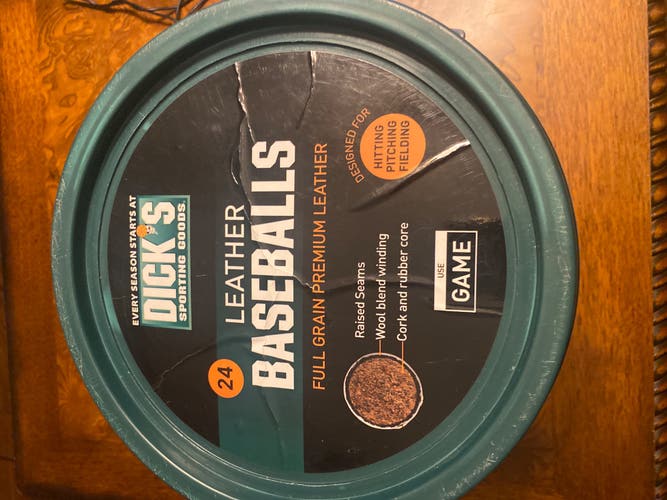 EVERY SEASON STARTS AT
DICK'S
SPORTING GOODS.
24
LEATHER
BASEBALLS
FULL GRAIN PREMIUM LEATHER
DESIGNED FOR
HITTING
PITCHING
FIELDING
Raised Seams
Wool blend winding
Cork and rubber core
USE
GAME